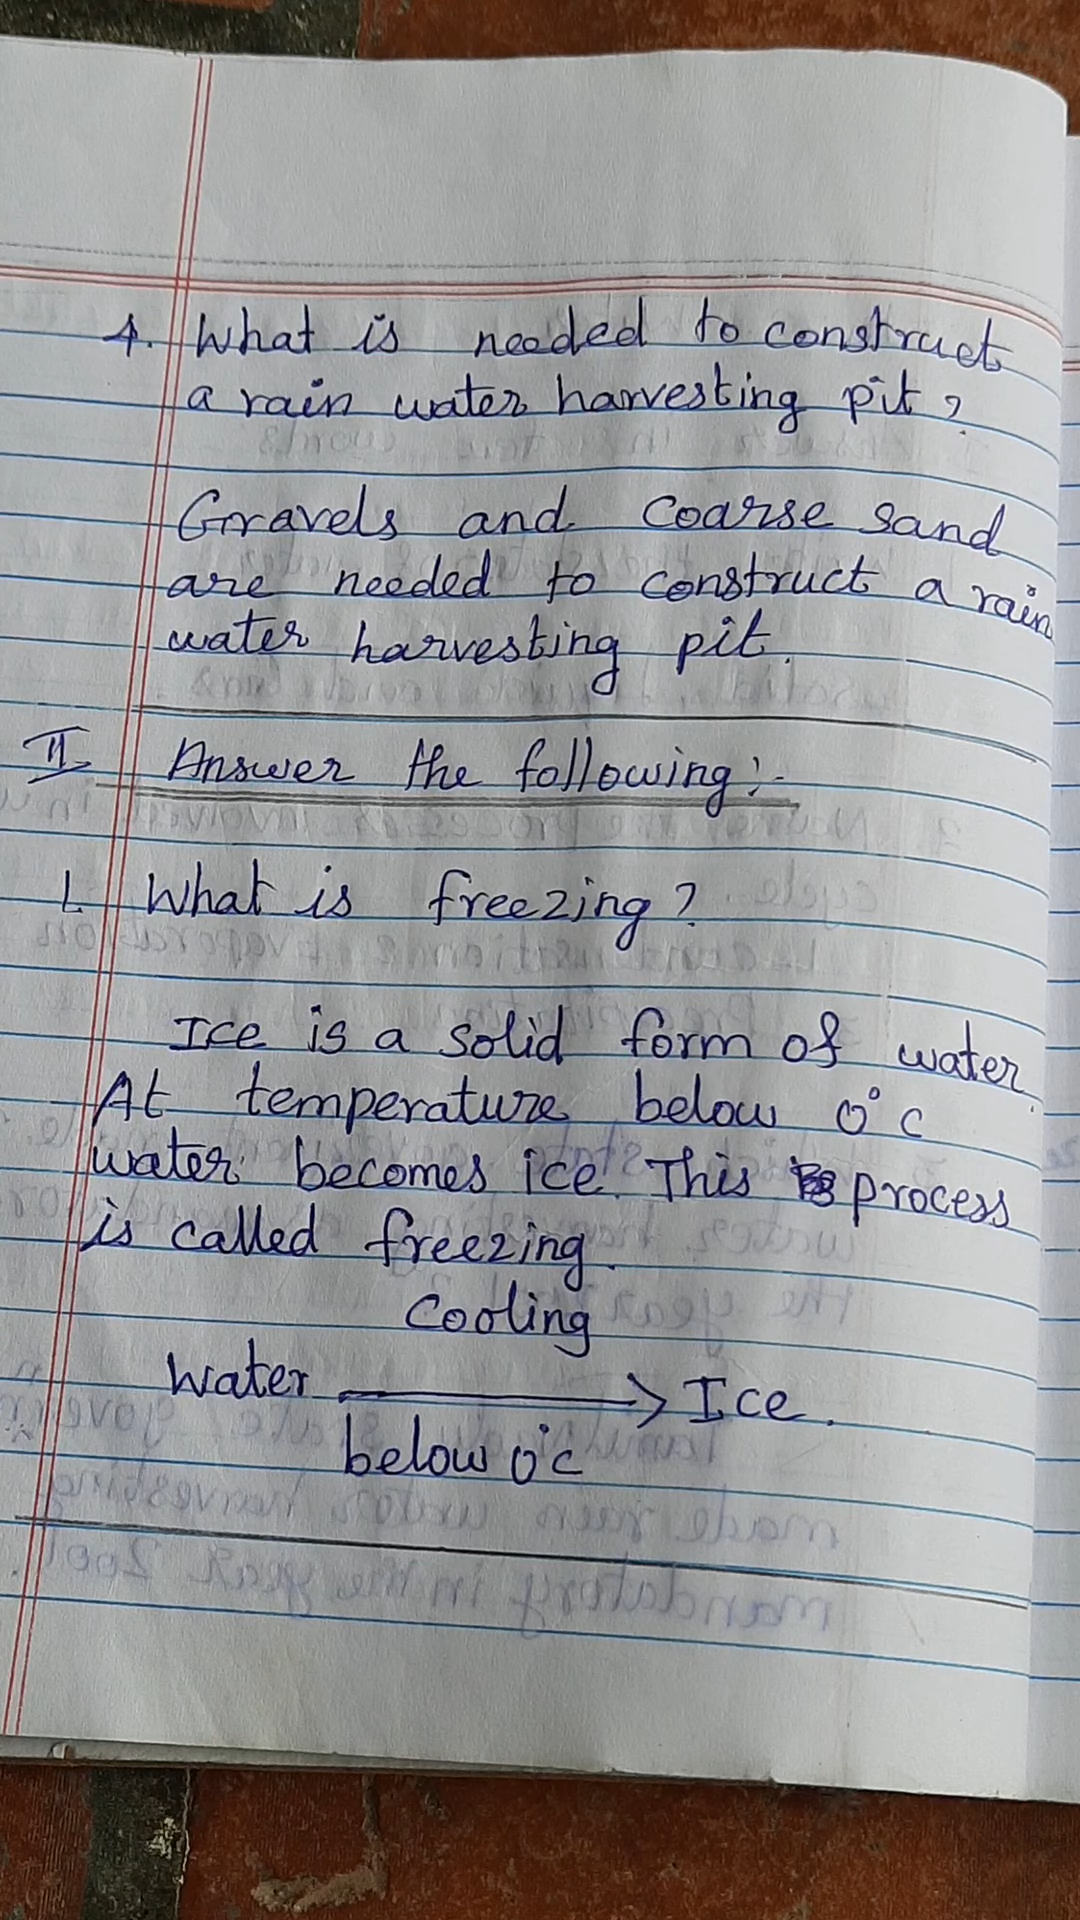 4. What is needed to construct
a rain water harvesting pit?
Gravels and coarse sand
are needed to construct a rain
water harvesting pit.
II Answer the following:-
1. What is freezing?
Ice is a solid form of water.
At temperature below 0°C
water becomes ice. This process
is called freezing.
Cooling
Water → Ice.
below 0°C